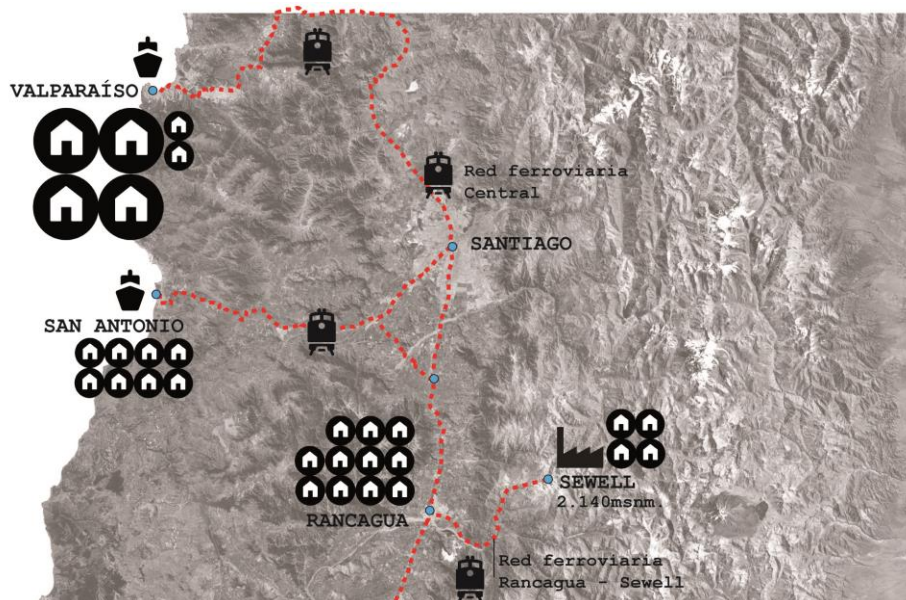 VALPARAÍSO
Red ferroviaria
Central
SANTIAGO
SAN ANTONIO
SEWELL
2.140msnm.
RANCAGUA
Red ferroviaria
Rancagua - Sewell